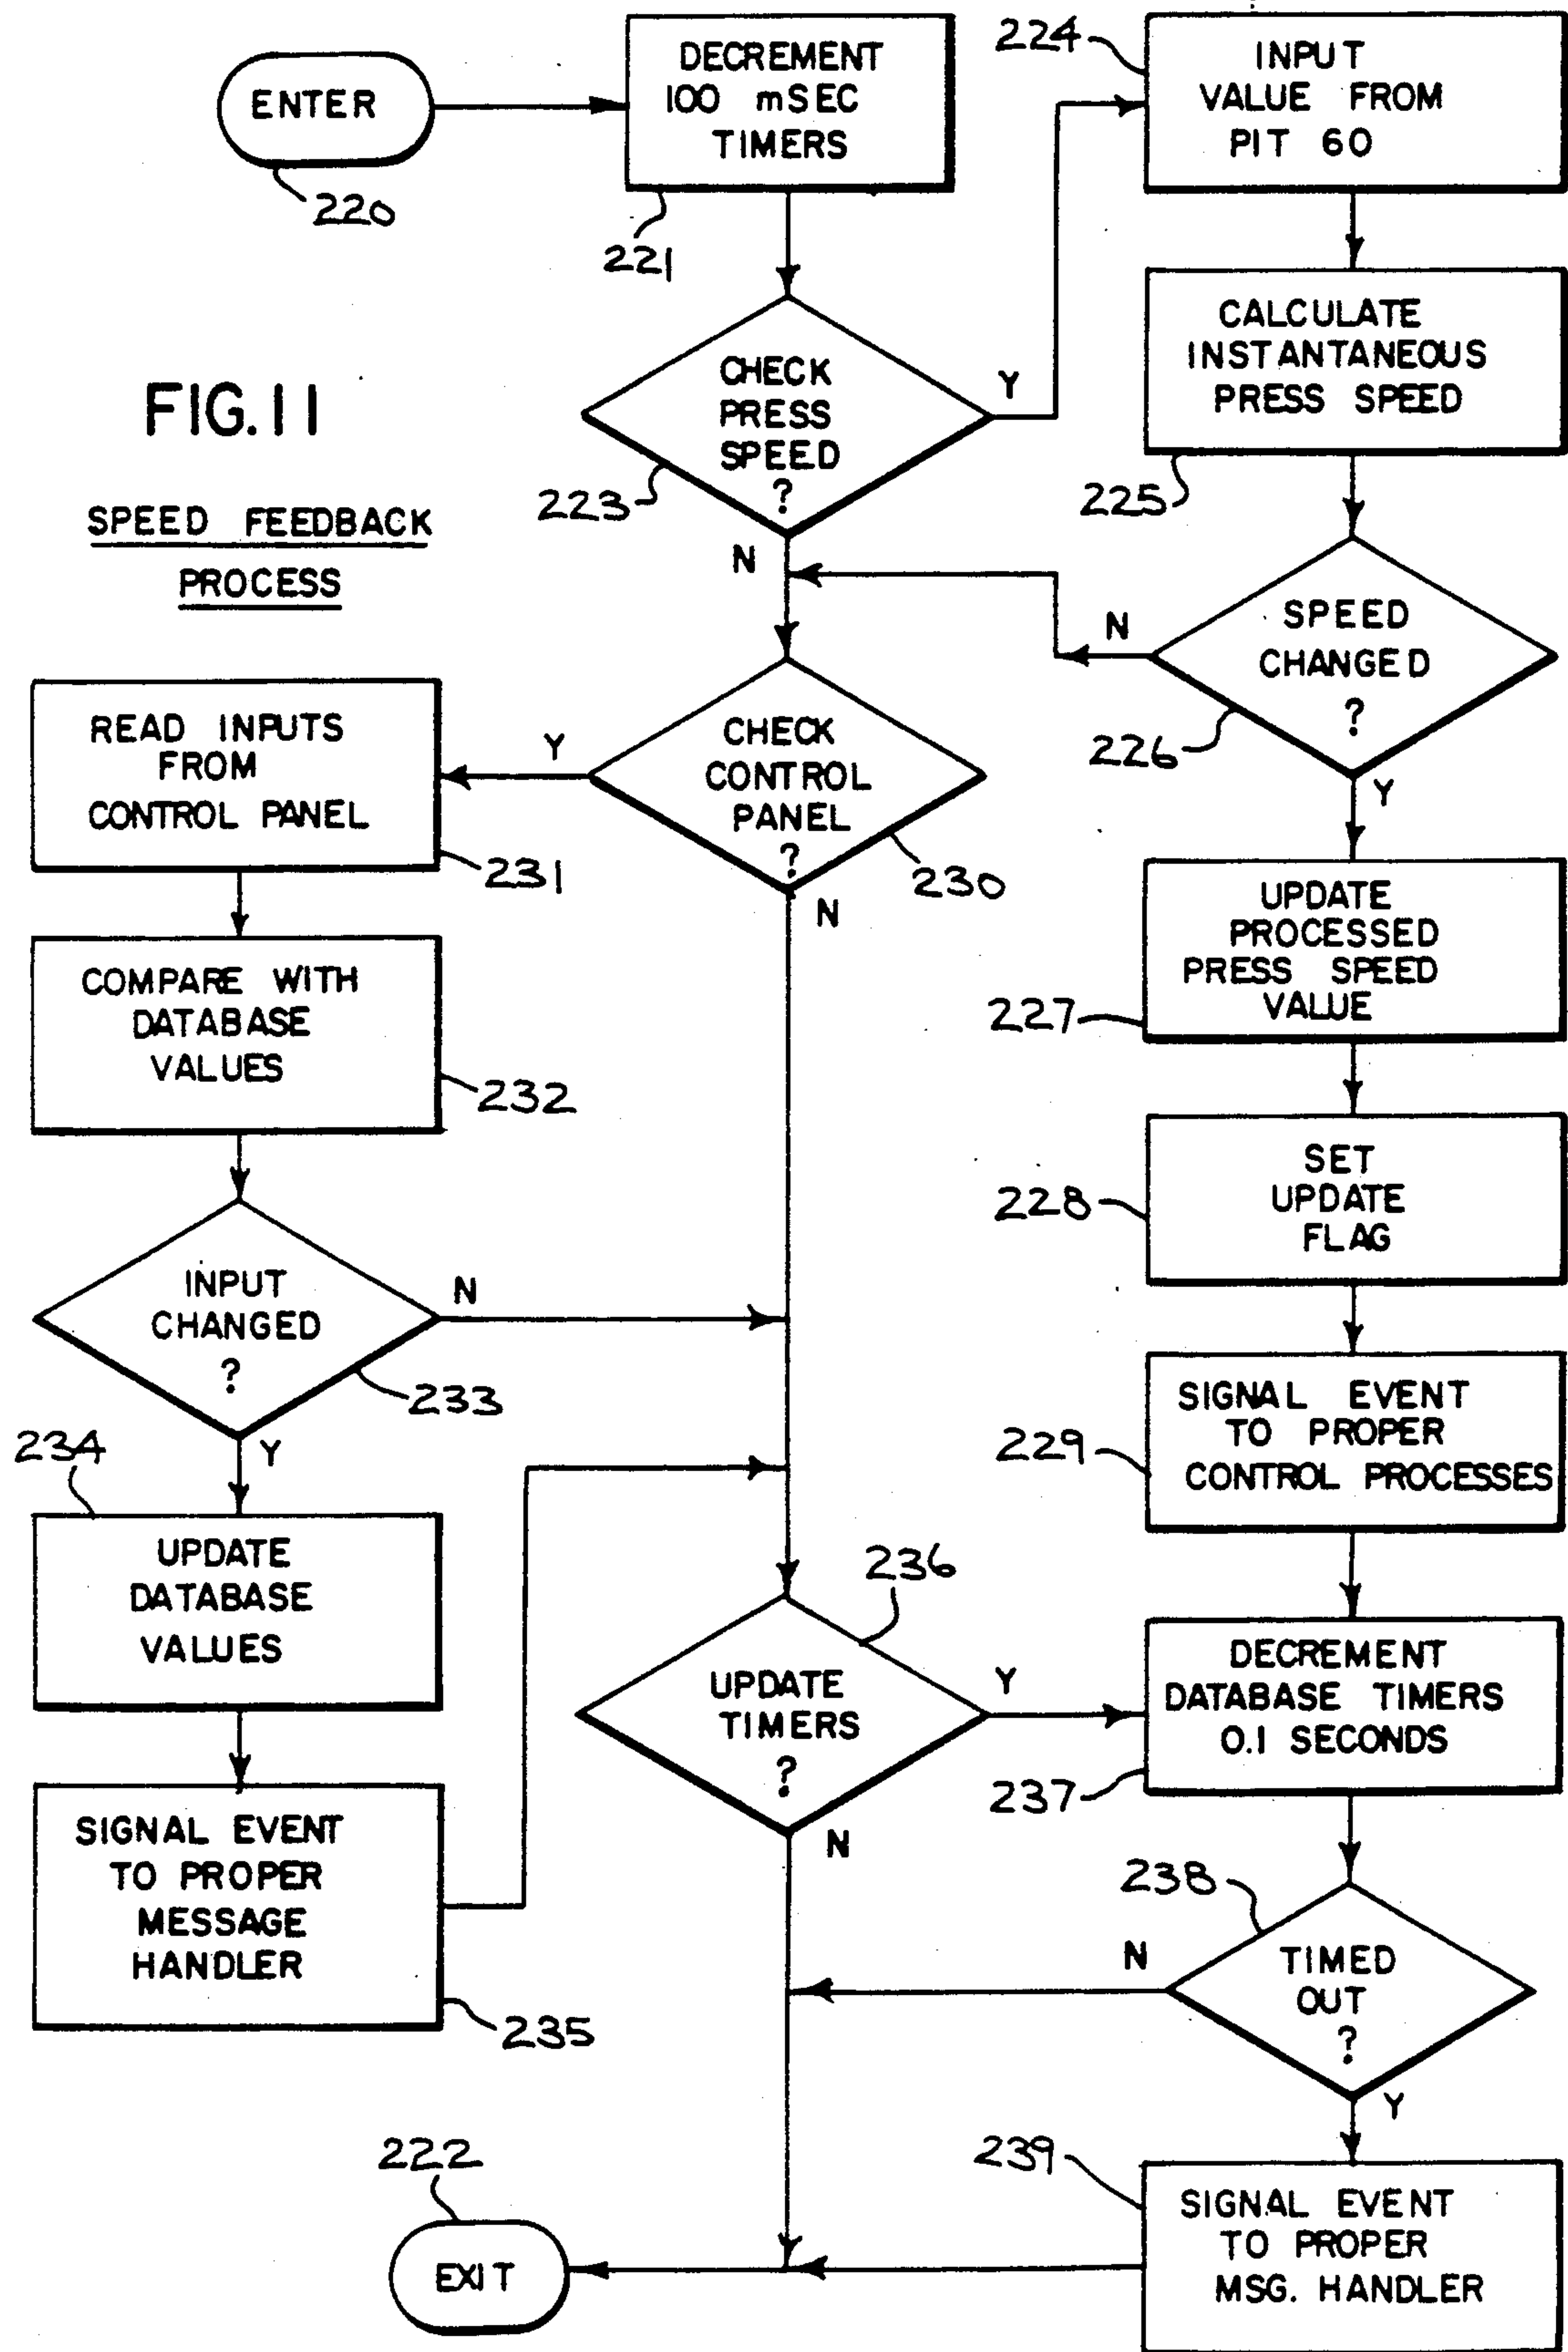 ENTER
220
DECREMENT
100 mSEC
TIMERS
221
224
INPUT
VALUE FROM
PIT 60
FIG. 11
SPEED FEEDBACK
PROCESS
CHECK
PRESS
SPEED
?
223
Y
N
CALCULATE
INSTANTANEOUS
PRESS SPEED
225
SPEED
CHANGED
?
226
N
Y
CHECK
CONTROL
PANEL
?
230
Y
N
READ INPUTS
FROM
CONTROL PANEL
231
COMPARE WITH
DATABASE
VALUES
232
INPUT
CHANGED
?
233
N
Y
234
UPDATE
DATABASE
VALUES
SIGNAL EVENT
TO PROPER
MESSAGE
HANDLER
235
UPDATE
PROCESSED
PRESS SPEED
VALUE
227
SET
UPDATE
FLAG
228
SIGNAL EVENT
TO PROPER
CONTROL PROCESSES
229
236
UPDATE
TIMERS
?
Y
N
DECREMENT
DATABASE TIMERS
0.1 SECONDS
237
238
TIMED
OUT
?
N
Y
239
SIGNAL EVENT
TO PROPER
MSG. HANDLER
222
EXIT